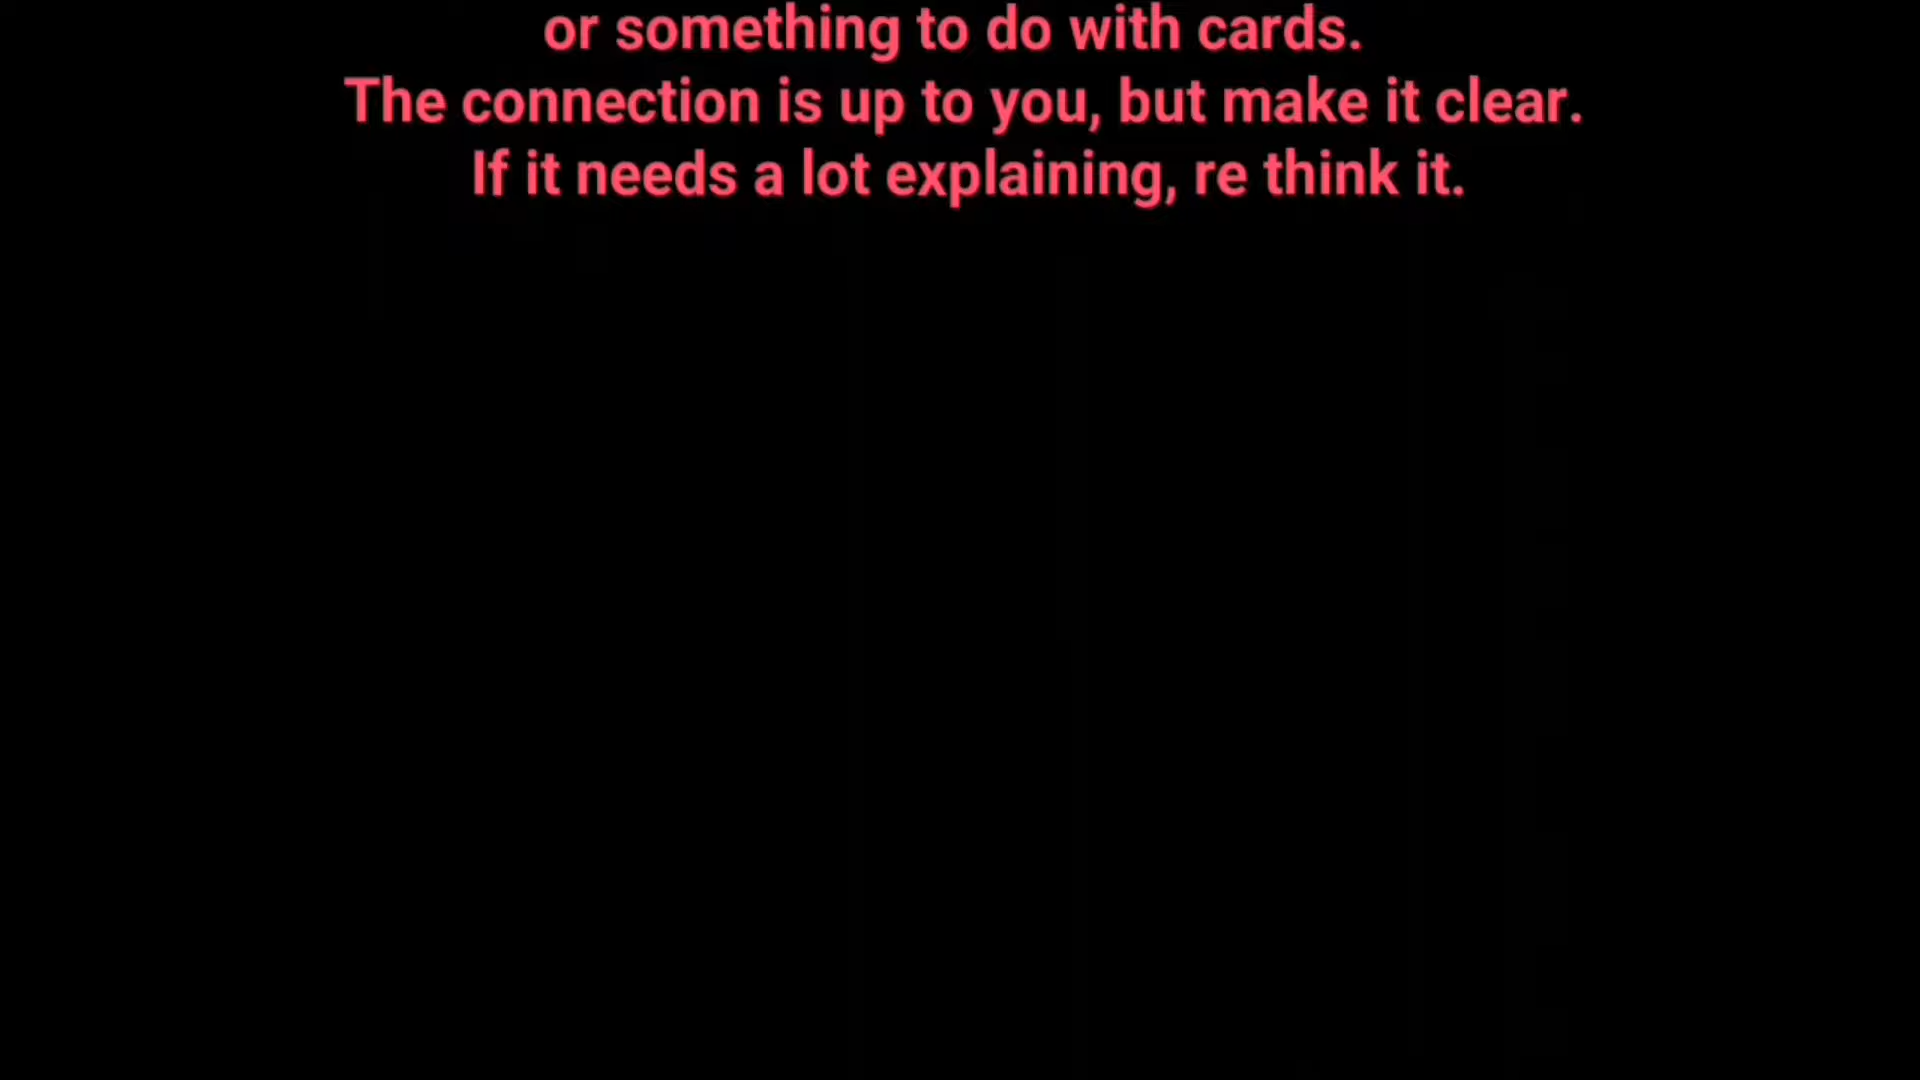 or something to do with cards.
The connection is up to you, but make it clear.
If it needs a lot explaining, re think it.